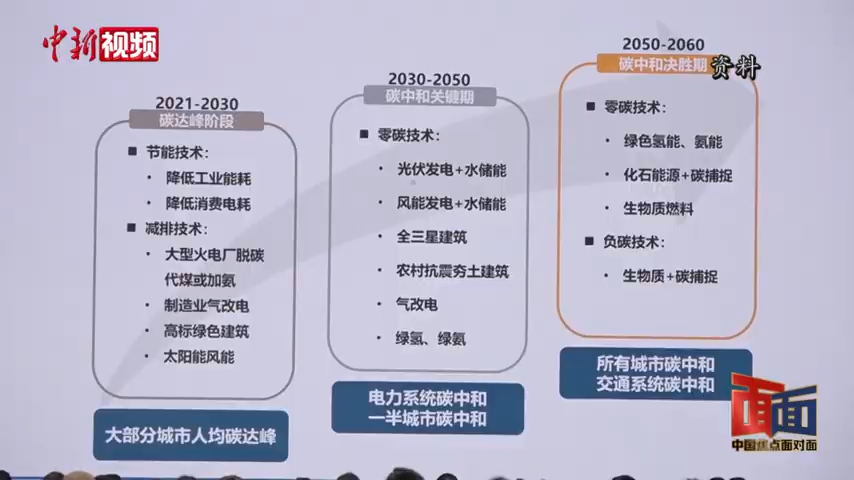 中新视频
资料
2021-2030
碳达峰阶段
■ 节能技术：
• 降低工业能耗
• 降低消费电耗
■ 减排技术：
• 大型火电厂脱碳
代煤或加氨
• 制造业气改电
• 高标绿色建筑
• 太阳能风能
大部分城市人均碳达峰
2030-2050
碳中和关键期
■ 零碳技术：
• 光伏发电+水储能
• 风能发电+水储能
• 全三星建筑
• 农村抗震夯土建筑
• 气改电
• 绿氢、绿氨
电力系统碳中和
一半城市碳中和
2050-2060
碳中和决胜期
■ 零碳技术：
• 绿色氢能、氨能
• 化石能源+碳捕捉
• 生物质燃料
■ 负碳技术：
• 生物质+碳捕捉
所有城市碳中和
交通系统碳中和
面面
中国焦点面对面